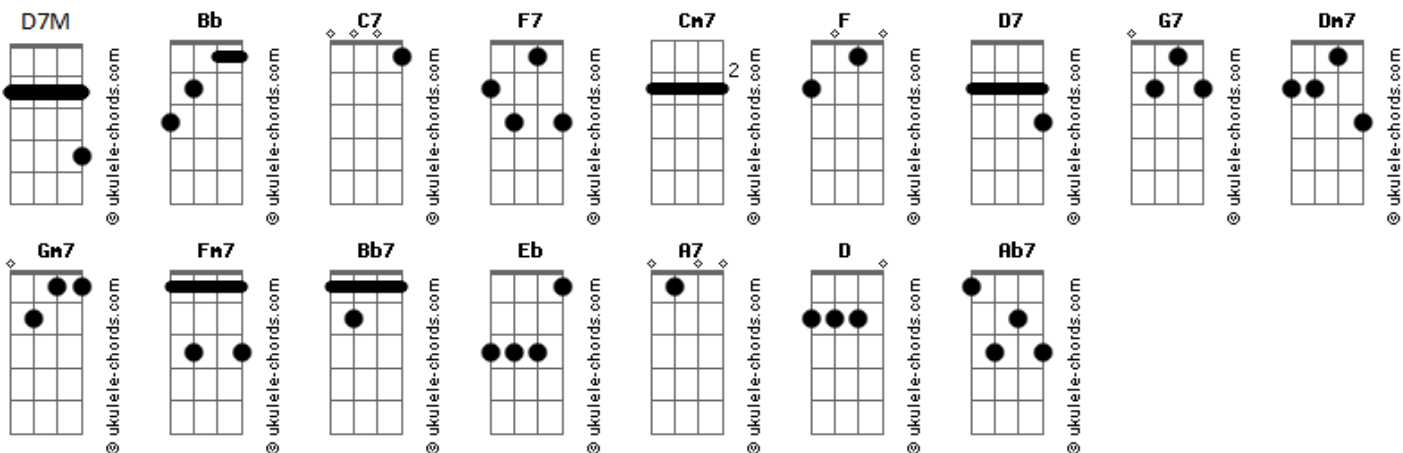 D7M Bb C7 F7 Cm7 F D7 G7 Dm7
2
© ukulele-chords.com © ukulele-chords.com © ukulele-chords.com © ukulele-chords.com © ukulele-chords.com © ukulele-chords.com © ukulele-chords.com © ukulele-chords.com © ukulele-chords.com
Gm7 Fm7 Bb7 Eb A7 D Ab7
© ukulele-chords.com © ukulele-chords.com © ukulele-chords.com © ukulele-chords.com © ukulele-chords.com © ukulele-chords.com © ukulele-chords.com